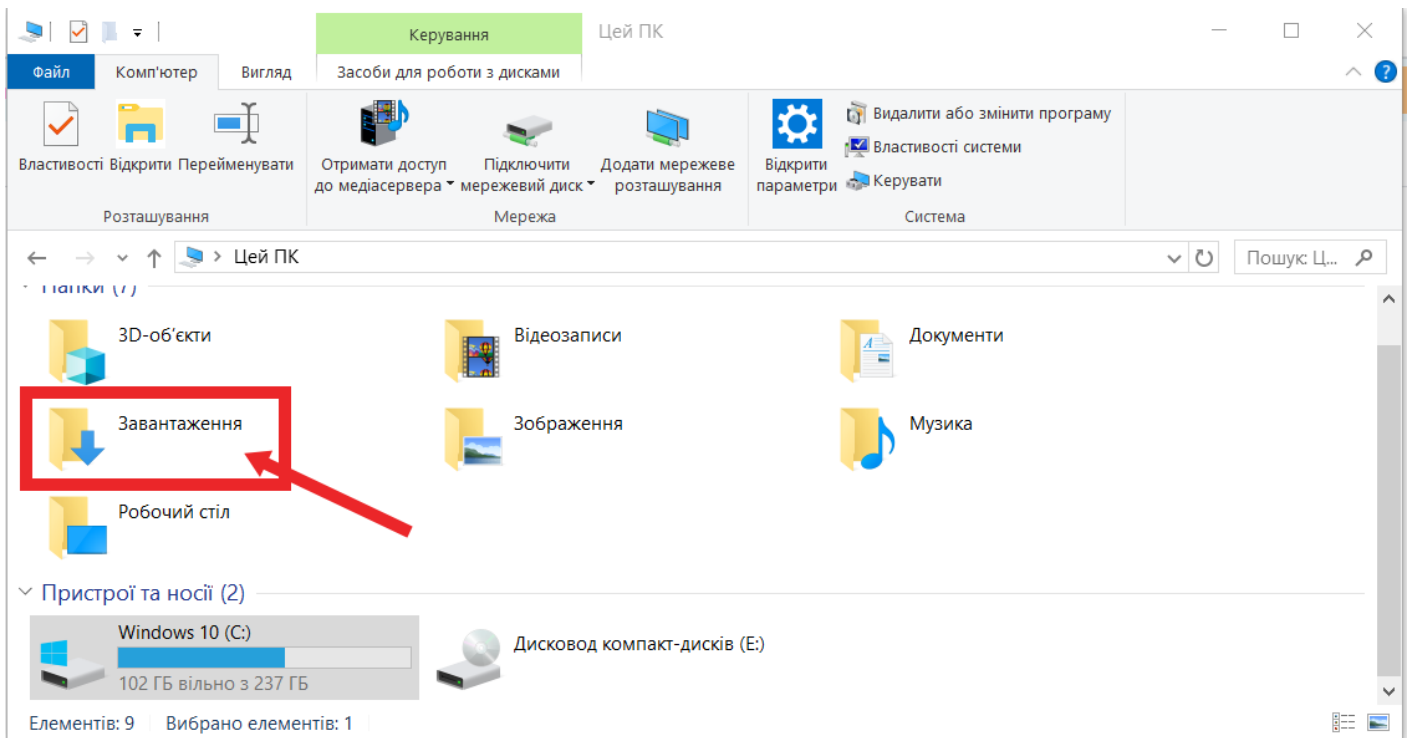 Керування
Цей ПК
Файл
Комп'ютер
Вигляд
Засоби для роботи з дисками
Властивості
Відкрити
Перейменувати
Отримати доступ
до медіасервера
Підключити
мережевий диск
Додати мережеве
розташування
Відкрити
параметри
Видалити або змінити програму
Властивості системи
Керувати
Розташування
Мережа
Система
Цей ПК
Пошук: Ц...
Папки (7)
3D-об'єкти
Відеозаписи
Документи
Завантаження
Зображення
Музика
Робочий стіл
Пристрої та носії (2)
Windows 10 (C:)
102 ГБ вільно з 237 ГБ
Дисковод компакт-дисків (E:)
Елементів: 9
Вибрано елементів: 1